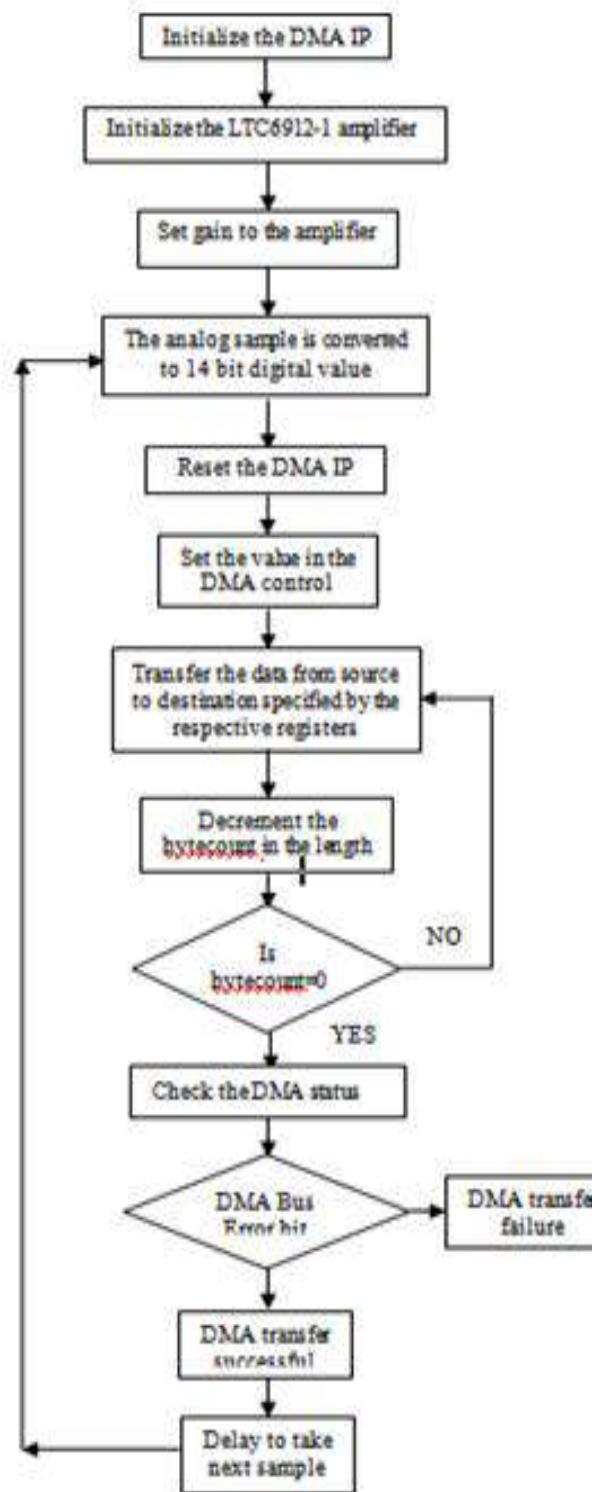 Initialize the DMA IP
Initialize the LTC6912-1 amplifier
Set gain to the amplifier
The analog sample is converted
to 14 bit digital value
Reset the DMA IP
Set the value in the
DMA control
Transfer the data from source
to destination specified by the
respective registers
Decrement the
bytecount in the length
Is
bytecount=0
NO
YES
Check the DMA status
DMA Bus
Error bit
DMA transfe
failure
DMA transfer
successful
Delay to take
next sample